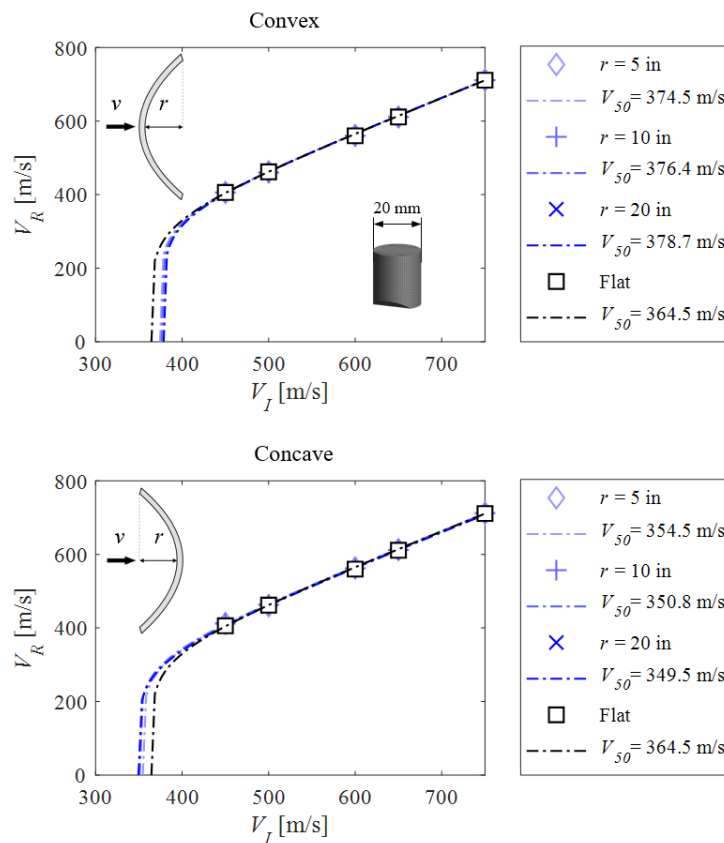 Convex
800
600
400
200
0
V_R [m/s]
v
r
20 mm
300 400 500 600 700
V_I [m/s]
r = 5 in
V_50= 374.5 m/s
r = 10 in
V_50= 376.4 m/s
r = 20 in
V_50= 378.7 m/s
Flat
V_50= 364.5 m/s
Concave
800
600
400
200
0
V_R [m/s]
v
r
300 400 500 600 700
V_I [m/s]
r = 5 in
V_50= 354.5 m/s
r = 10 in
V_50= 350.8 m/s
r = 20 in
V_50= 349.5 m/s
Flat
V_50= 364.5 m/s